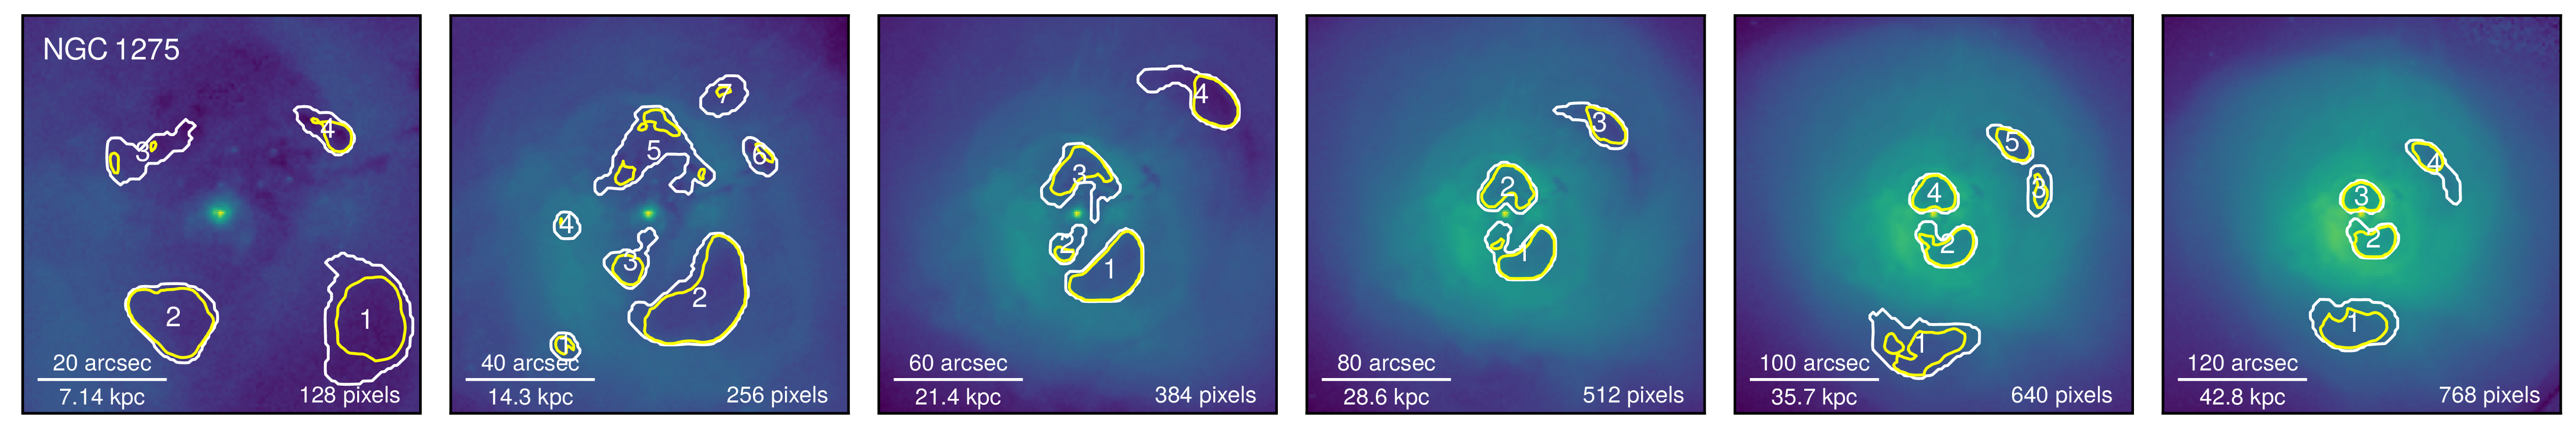 NGC 1275
4
3
2
1
20 arcsec
7.14 kpc
128 pixels
7
5
6
4
3
2
1
40 arcsec
14.3 kpc
256 pixels
4
3
2
1
60 arcsec
21.4 kpc
384 pixels
3
2
1
80 arcsec
28.6 kpc
512 pixels
5
4
3
2
1
100 arcsec
35.7 kpc
640 pixels
4
3
2
1
120 arcsec
42.8 kpc
768 pixels